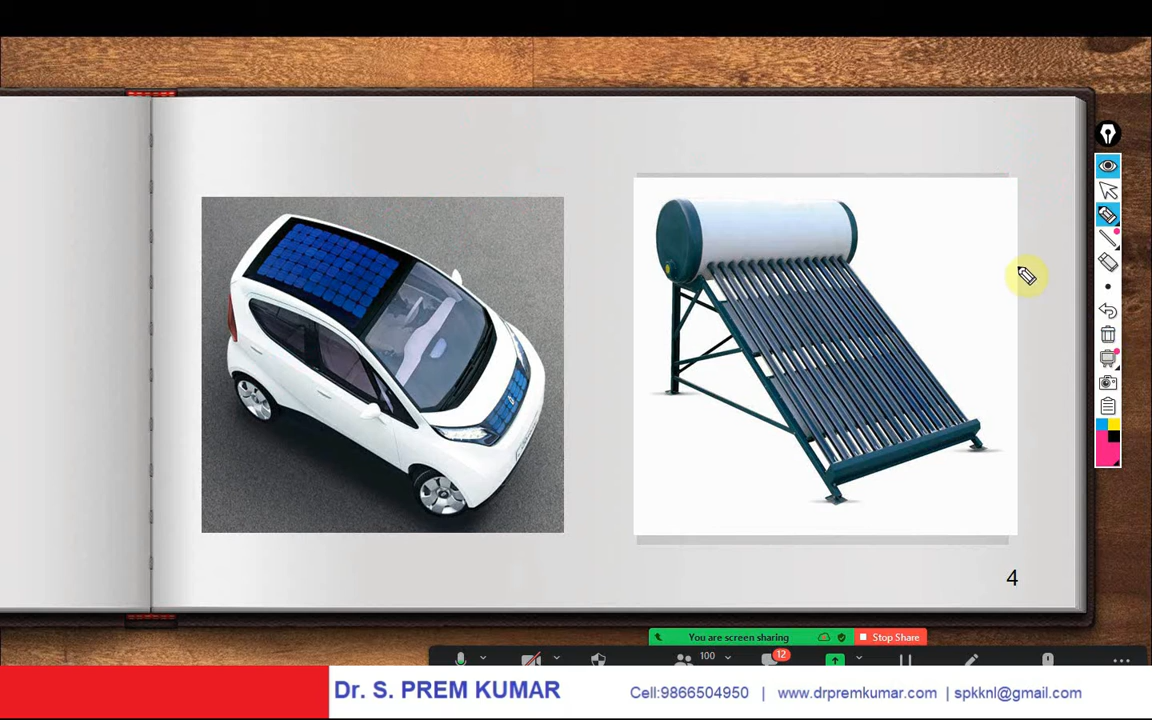 4
You are screen sharing
Stop Share
100
12
Dr. S. PREM KUMAR
Cell:9866504950 | www.drpremkumar.com | spkknl@gmail.com